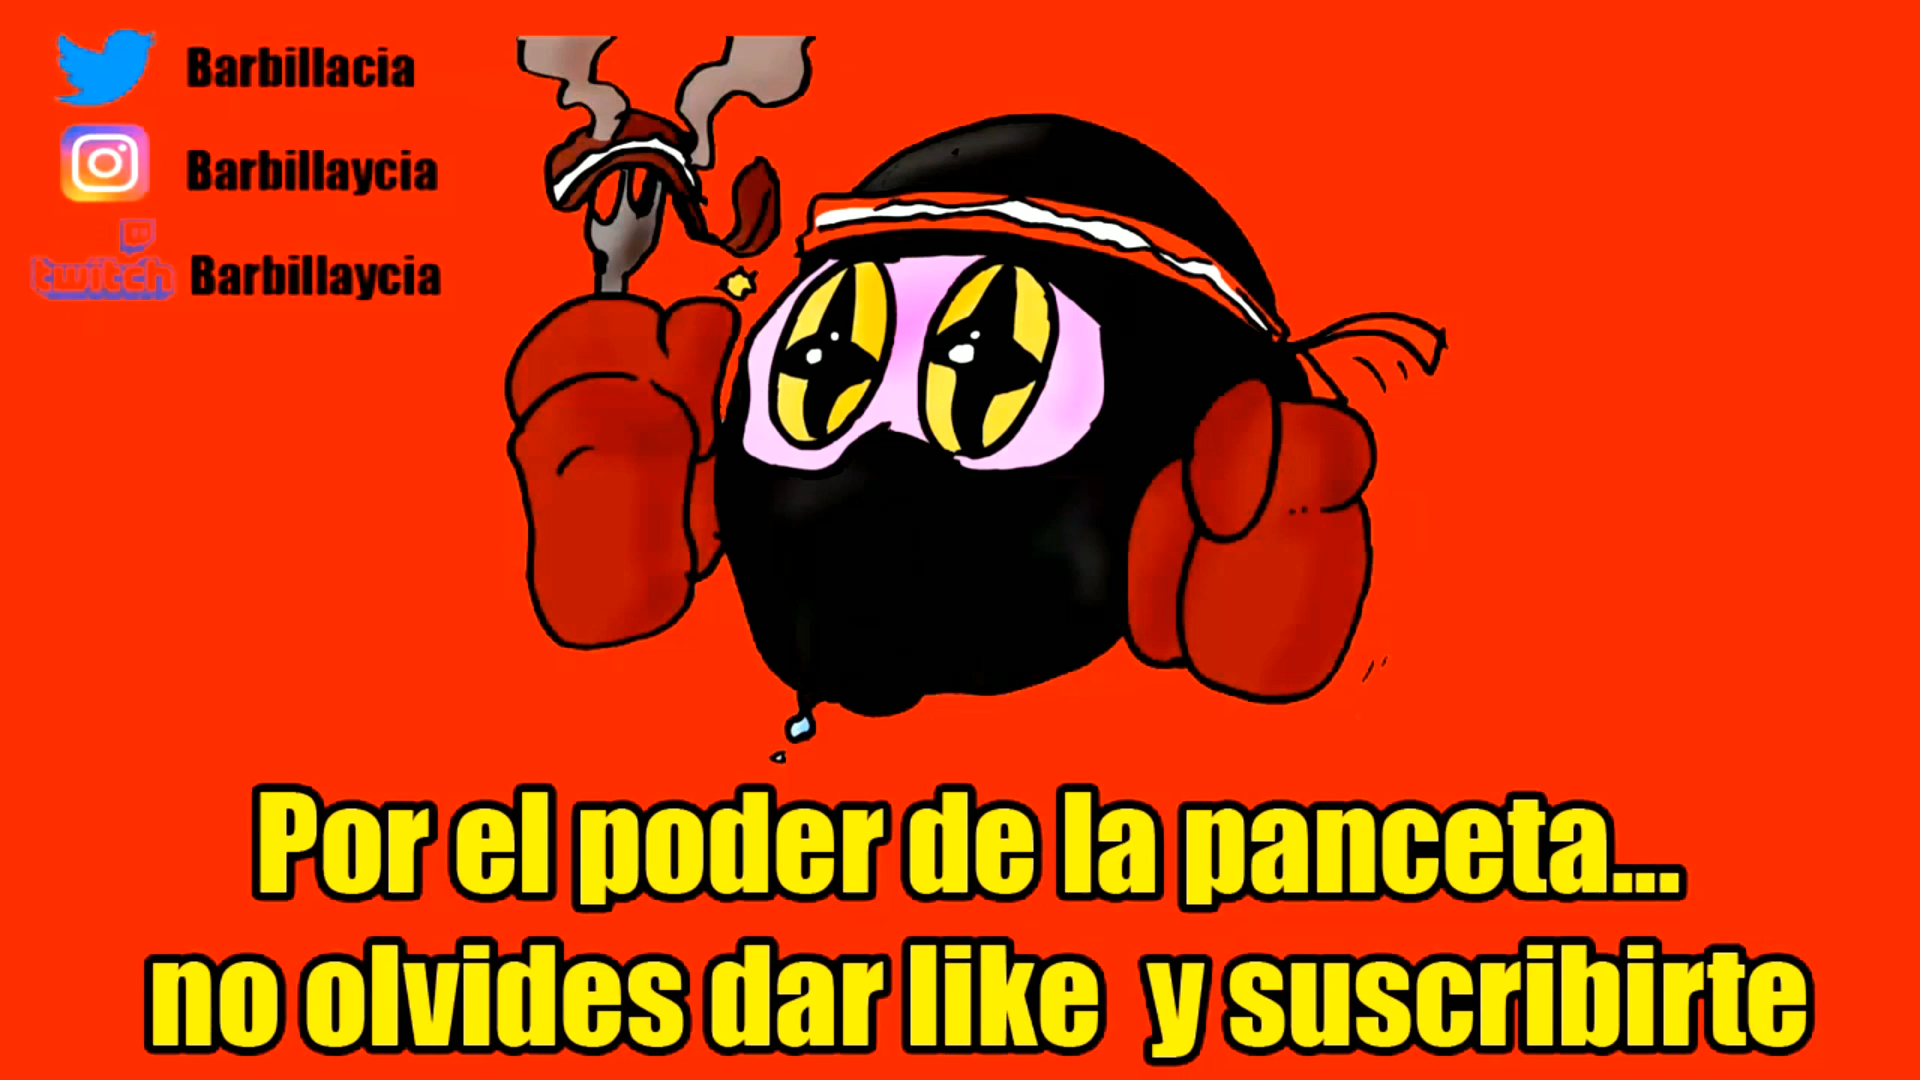 Barbillacia
Barbillaycia
twitch Barbillaycia
Por el poder de la panceta...
no olvides dar like y suscribirte